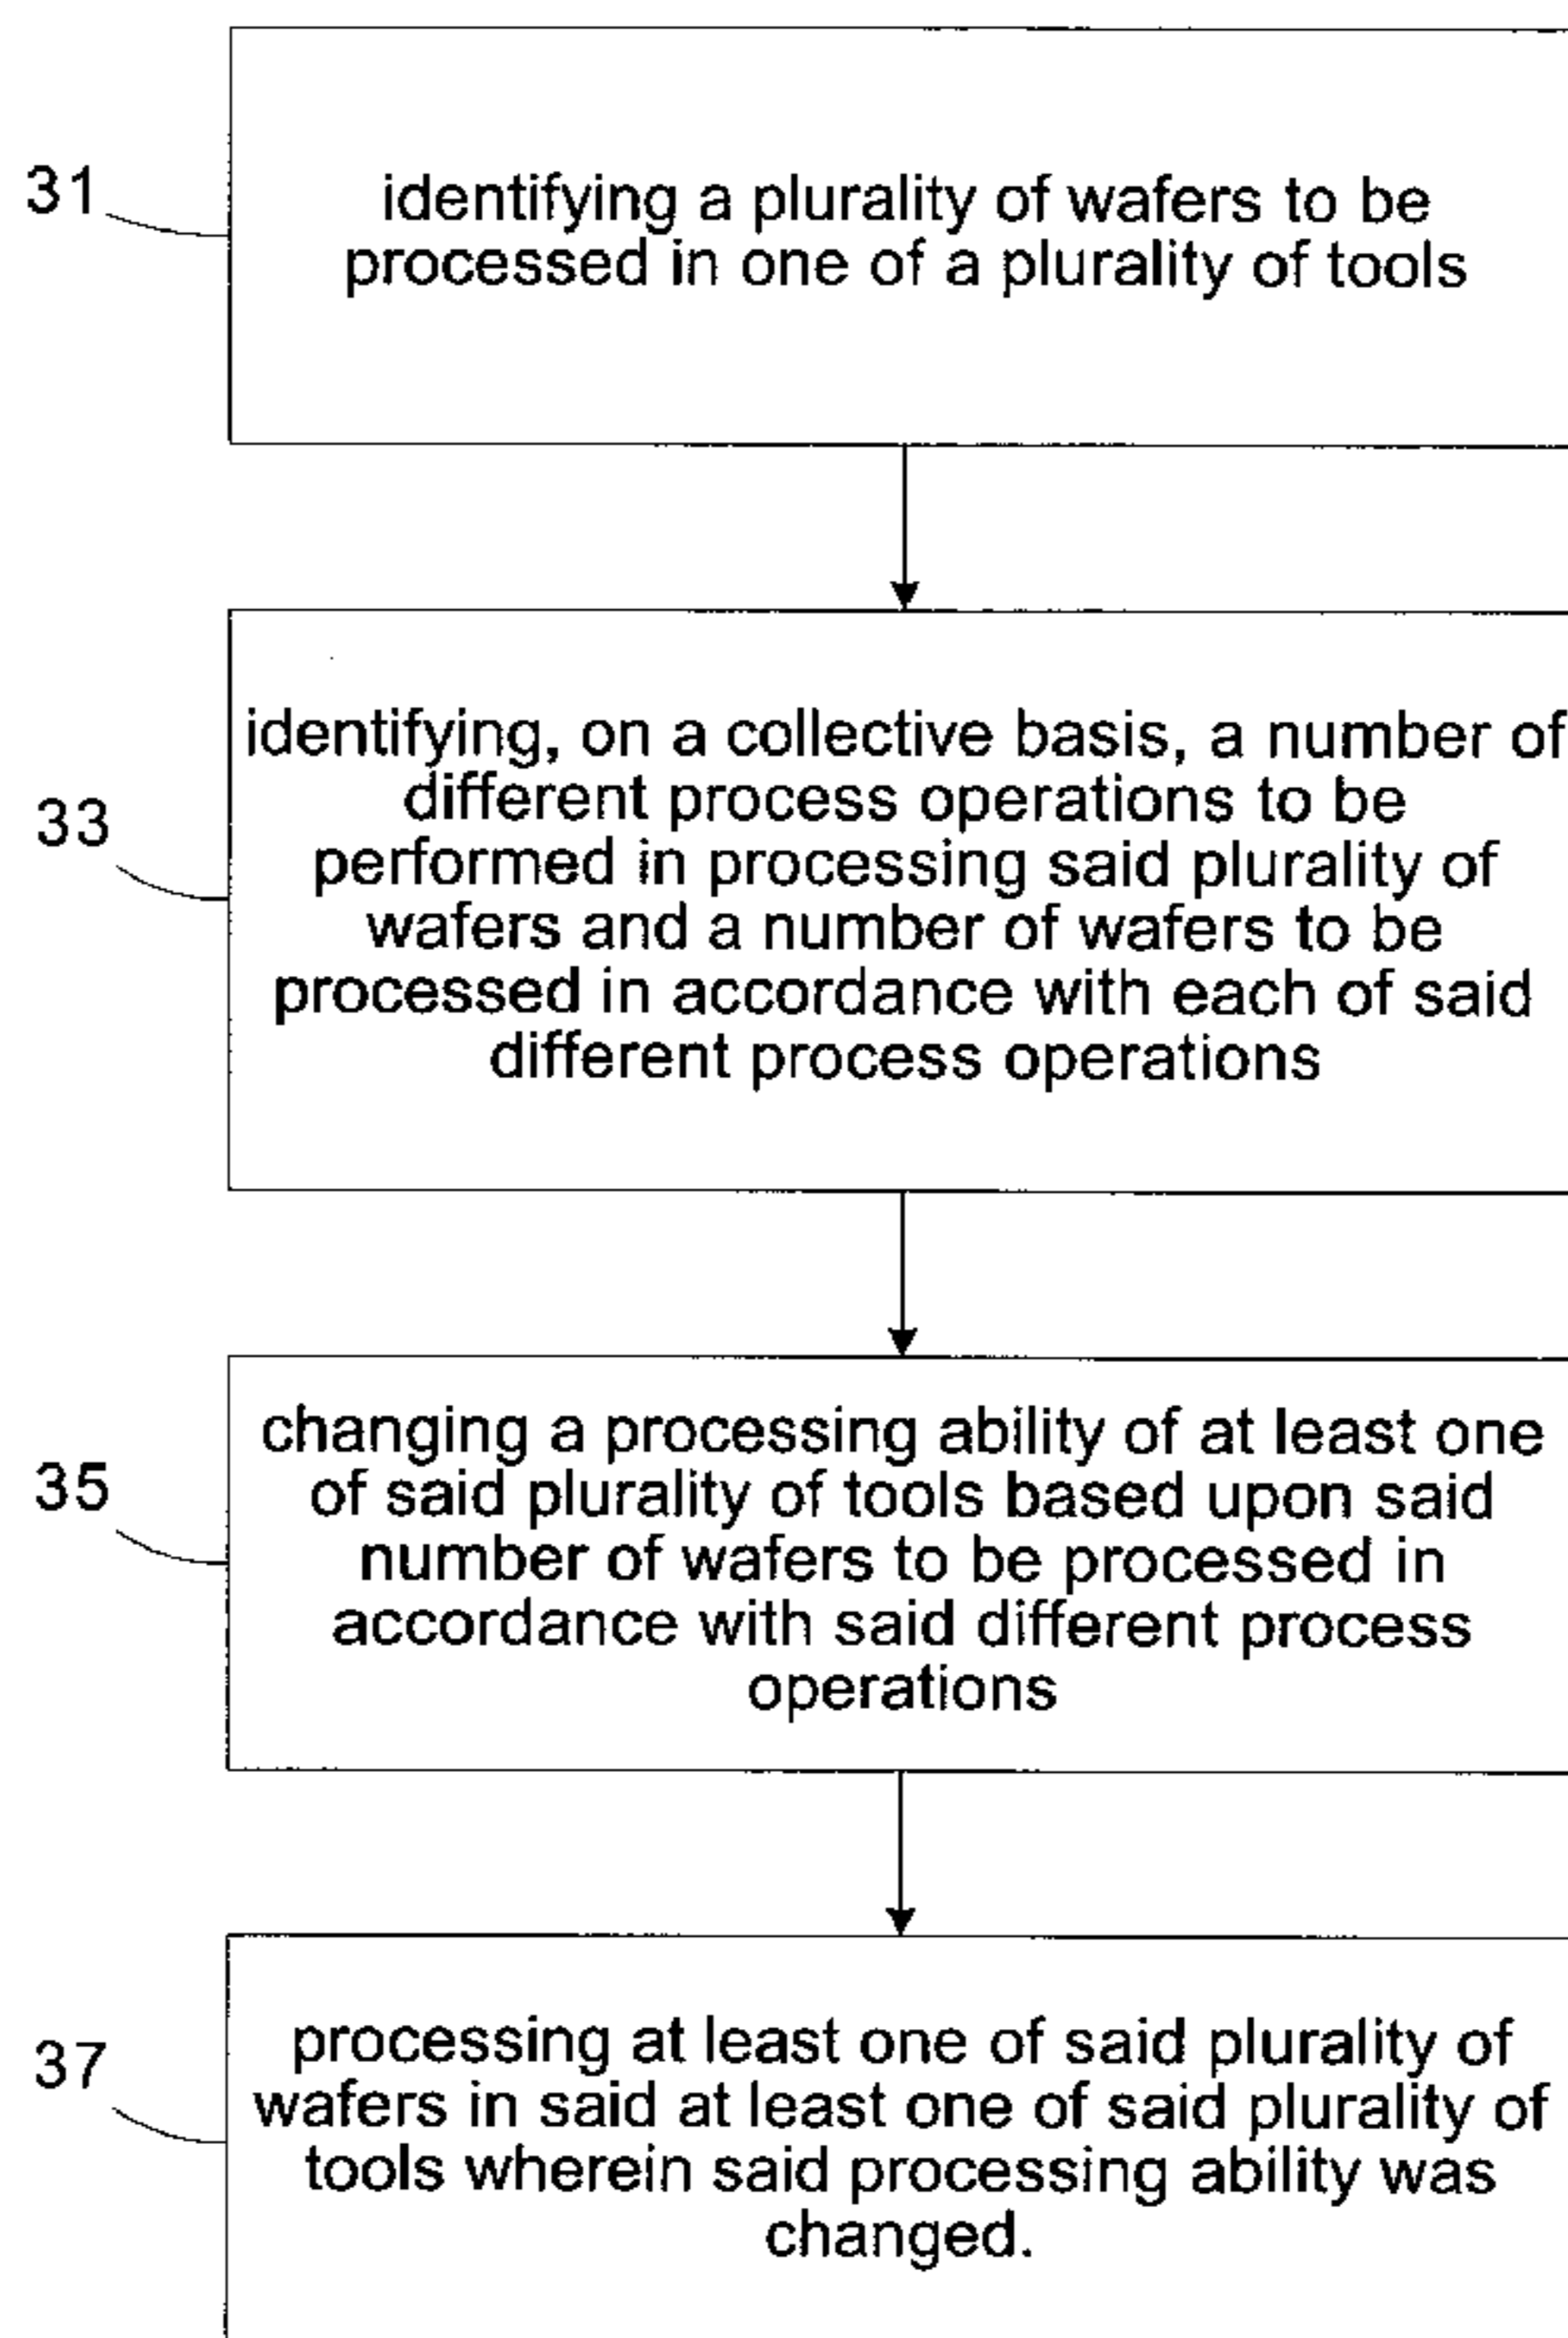 31
identifying a plurality of wafers to be
processed in one of a plurality of tools
33
identifying, on a collective basis, a number of
different process operations to be
performed in processing said plurality of
wafers and a number of wafers to be
processed in accordance with each of said
different process operations
35
changing a processing ability of at least one
of said plurality of tools based upon said
number of wafers to be processed in
accordance with said different process
operations
37
processing at least one of said plurality of
wafers in said at least one of said plurality of
tools wherein said processing ability was
changed.